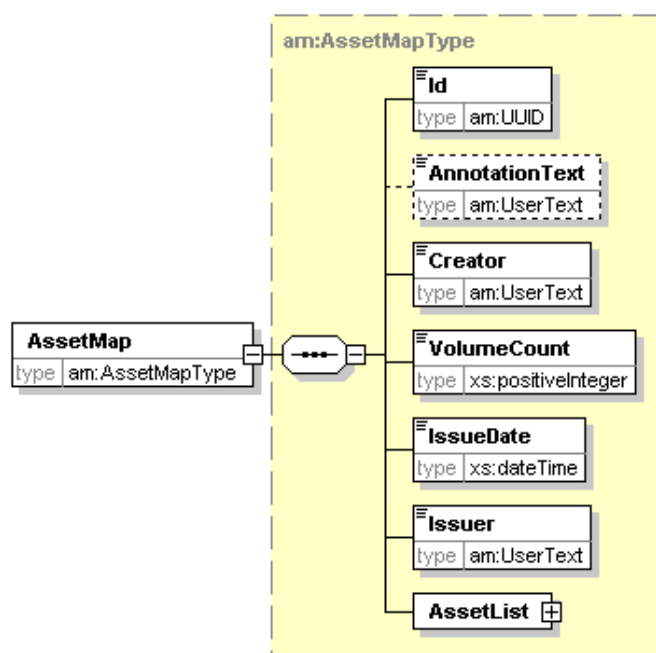 am:AssetMapType
Id
type am:UUID
AnnotationText
type am:UserText
Creator
type am:UserText
AssetMap
type am:AssetMapType
VolumeCount
type xs:positiveInteger
IssueDate
type xs:dateTime
Issuer
type am:UserText
AssetList